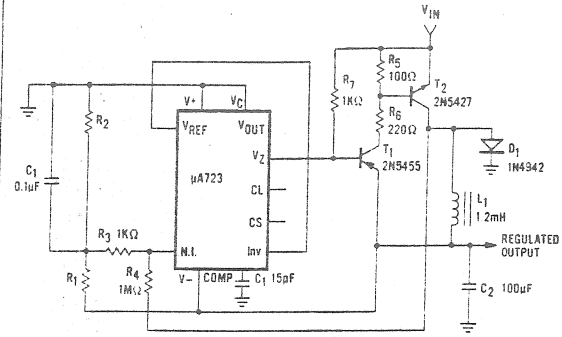 VIN
R5
100Ω
R7
1KΩ
T2
2N5427
R6
220Ω
V+
VC
R2
VREF
VOUT
T1
2N5455
D1
1N4942
VZ
C1
0.1µF
µA723
CL
L1
1.2mH
CS
R3 1KΩ
REGULATED
OUTPUT
N.I.
Inv
R1
R4
1MΩ
V-
COMP
C1 15pF
C2 100µF